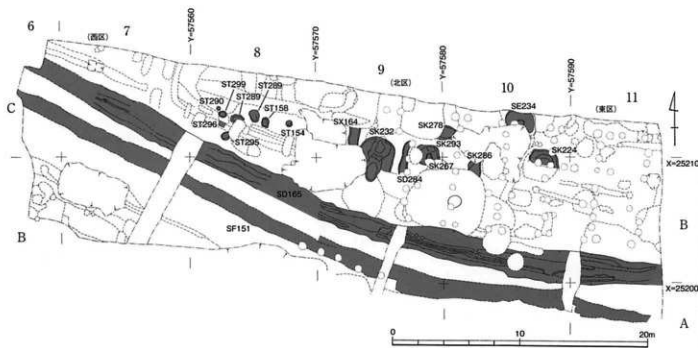 6
7
(西区)
Y=57560
8
Y=57570
9
(北区)
Y=57580
10
Y=57590
11
(東区)
ST299
ST289
ST289
ST290
ST158
ST296
ST154
ST295
SX164
SK232
SK278
SE234
SK293
SK267
SK286
SK224
SD284
X=25210
C
B
SD165
SF151
B
X=25200
A
0
10
20m